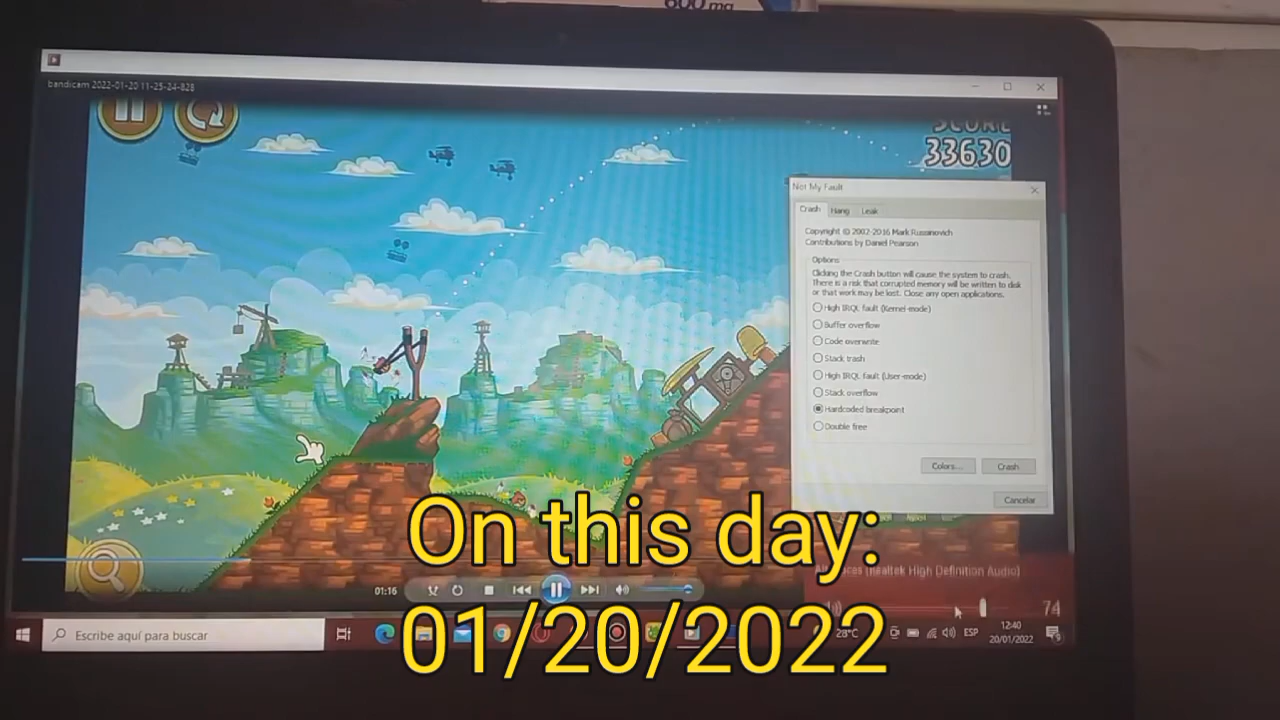 600 mg
bandicam 2022-01-20 11-25-24-828
SCORE
33630
Not My Fault
Crash Hang Leak
Copyright © 2002-2016 Mark Russinovich
Contributions by Daniel Pearson
Options
Clicking the Crash button will cause the system to crash.
There is a risk that corrupted memory will be written to disk
or that work may be lost. Close any open applications.
High IRQL fault (Kernel-mode)
Buffer overflow
Code overwrite
Stack trash
High IRQL fault (User-mode)
Stack overflow
Hardcoded breakpoint
Double free
Colors... Crash
Cancelar
On this day:
(Realtek High Definition Audio)
01:16
74
01/20/2022
Escribe aquí para buscar
28°C
ESP
12:40
20/01/2022